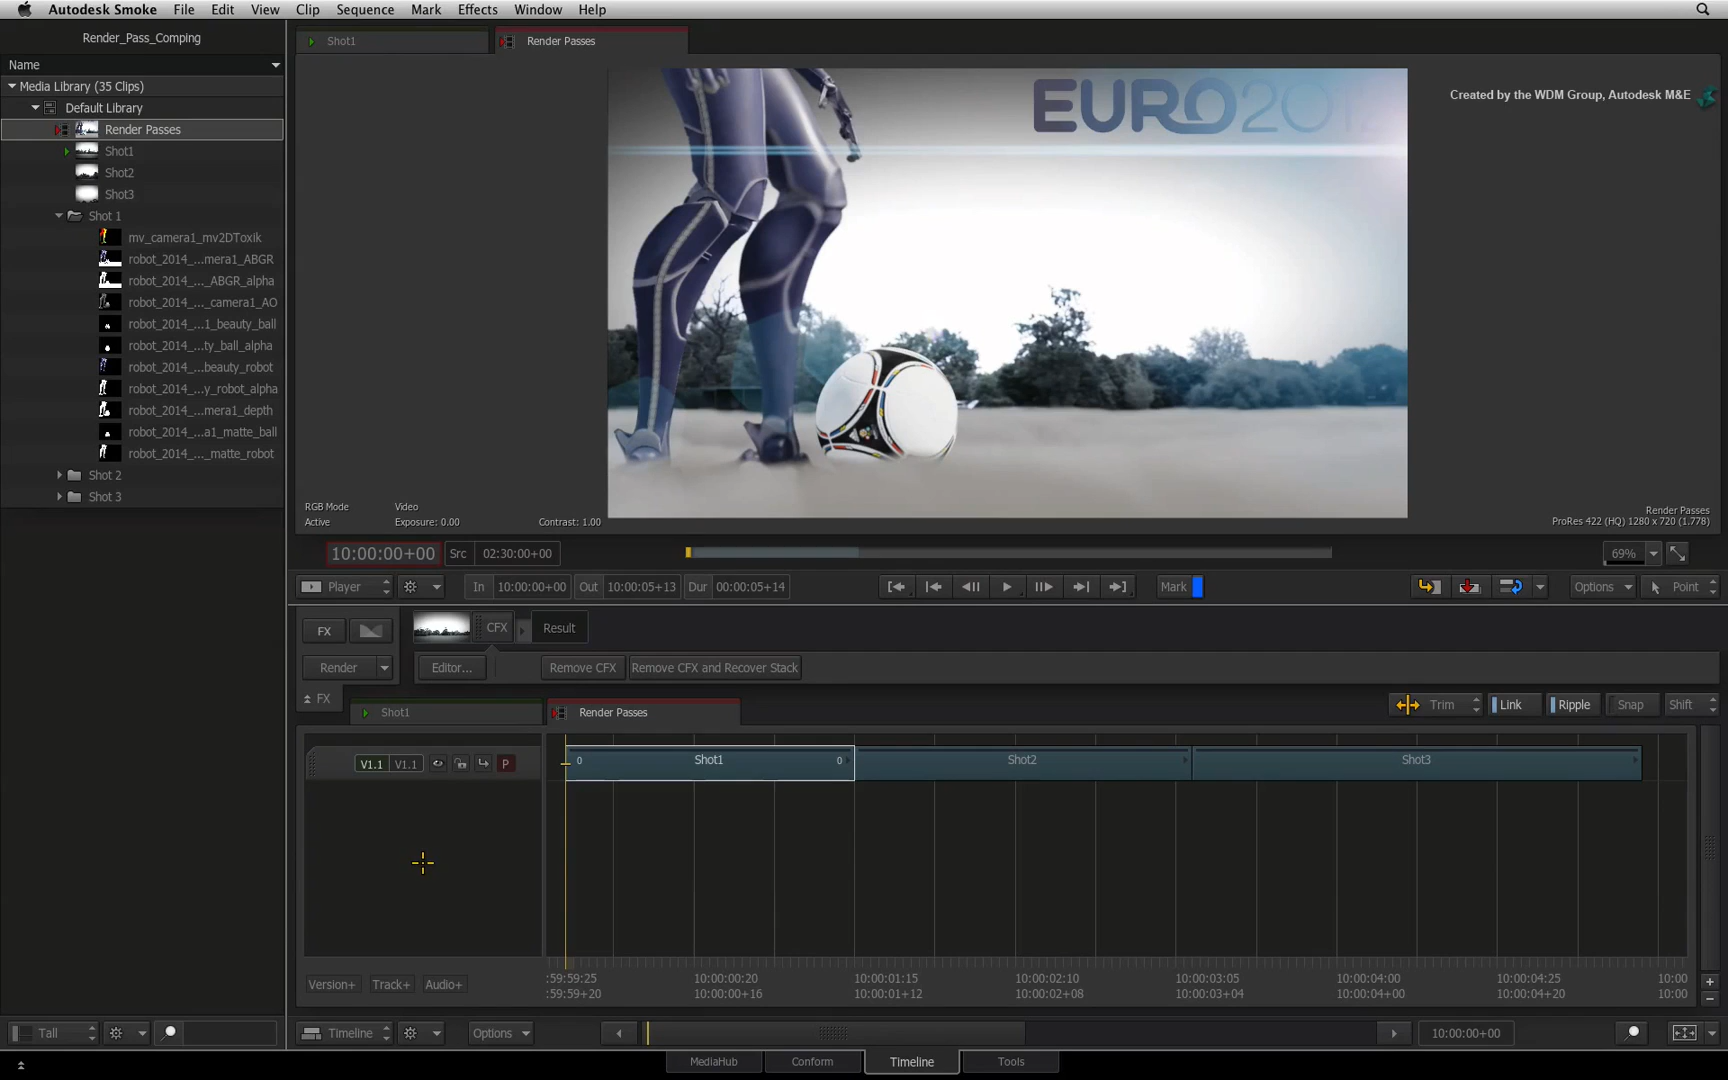 Autodesk Smoke File Edit View Clip Sequence Mark Effects Window Help
Render_Pass_Comping
Name
Media Library (35 Clips)
Default Library
Render Passes
Shot1
Shot2
Shot3
Shot 1
mv_camera1_mv2DToxik
robot_2014_...mera1_ABGR
robot_2014_..._ABGR_alpha
robot_2014_..._camera1_AO
robot_2014_...1_beauty_ball
robot_2014_...ty_ball_alpha
robot_2014_...beauty_robot
robot_2014_...y_robot_alpha
robot_2014_...mera1_depth
robot_2014_...a1_matte_ball
robot_2014_..._matte_robot
Shot 2
Shot 3
Tall
Shot1 Render Passes
EURO2012
Created by the WDM Group, Autodesk M&E
RGB Mode Video
Active Exposure: 0.00 Contrast: 1.00
Render Passes
ProRes 422 (HQ) 1280 x 720 (1.778)
10:00:00+00 Src 02:30:00+00 69%
Player In 10:00:00+00 Out 10:00:05+13 Dur 00:00:05+14 Mark Options Point
FX CFX Result
Render Editor... Remove CFX Remove CFX and Recover Stack
FX Shot1 Render Passes Trim Link Ripple Snap Shift
V1.1 V1.1 P 0 Shot1 0 Shot2 Shot3
:59:59:25 10:00:00:20 10:00:01:15 10:00:02:10 10:00:03:05 10:00:04:00 10:00:04:25 10:00
Version+ Track+ Audio+ :59:59+20 10:00:00+16 10:00:01+12 10:00:02+08 10:00:03+04 10:00:04+00 10:00:04+20 10:00
Timeline Options 10:00:00+00
MediaHub Conform Timeline Tools